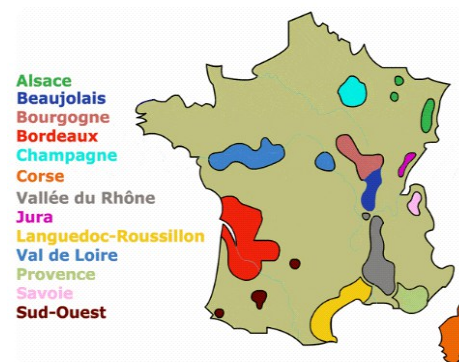 Alsace
Beaujolais
Bourgogne
Bordeaux
Champagne
Corse
Vallée du Rhône
Jura
Languedoc-Roussillon
Val de Loire
Provence
Savoie
Sud-Ouest